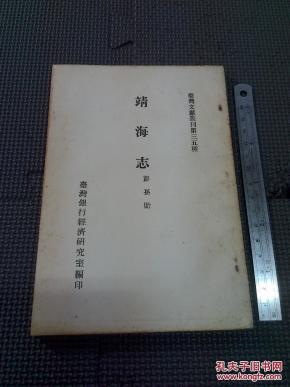 臺灣文獻叢刊第三五種
靖海志
彭孫貽
臺灣銀行經濟研究室編印
孔夫子旧书网